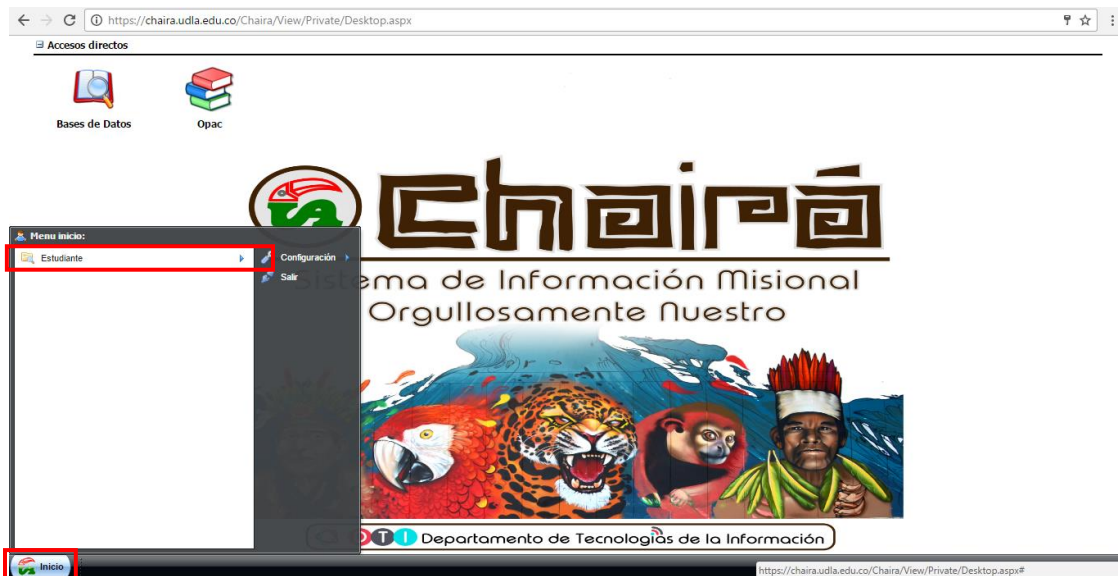 https://chaira.udla.edu.co/Chaira/View/Private/Desktop.aspx
Accesos directos
Bases de Datos
Opac
Chairá
Sistema de Información Misional
Orgullosamente Nuestro
Menu inicio:
Estudiante
Configuración
Salir
DTI Departamento de Tecnologías de la Información
Inicio
https://chaira.udla.edu.co/Chaira/View/Private/Desktop.aspx#